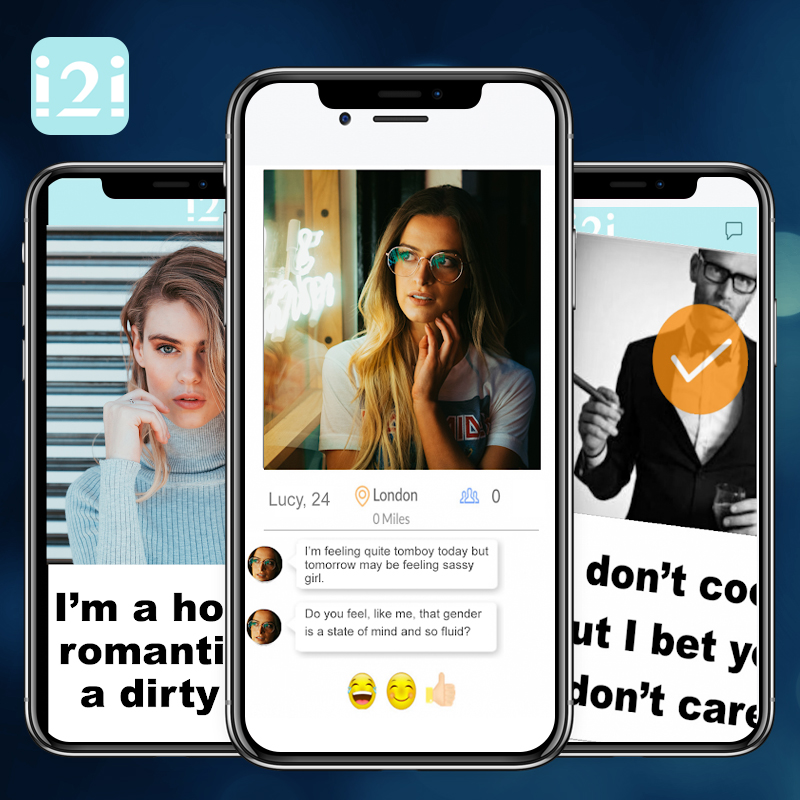 i2i
i2
I'm a ho
romanti
a dirty
Lucy, 24
London
0
0 Miles
I'm feeling quite tomboy today but
tomorrow may be feeling sassy
girl.
Do you feel, like me, that gender
is a state of mind and so fluid?
2i
don't coo
ut I bet y
don't care